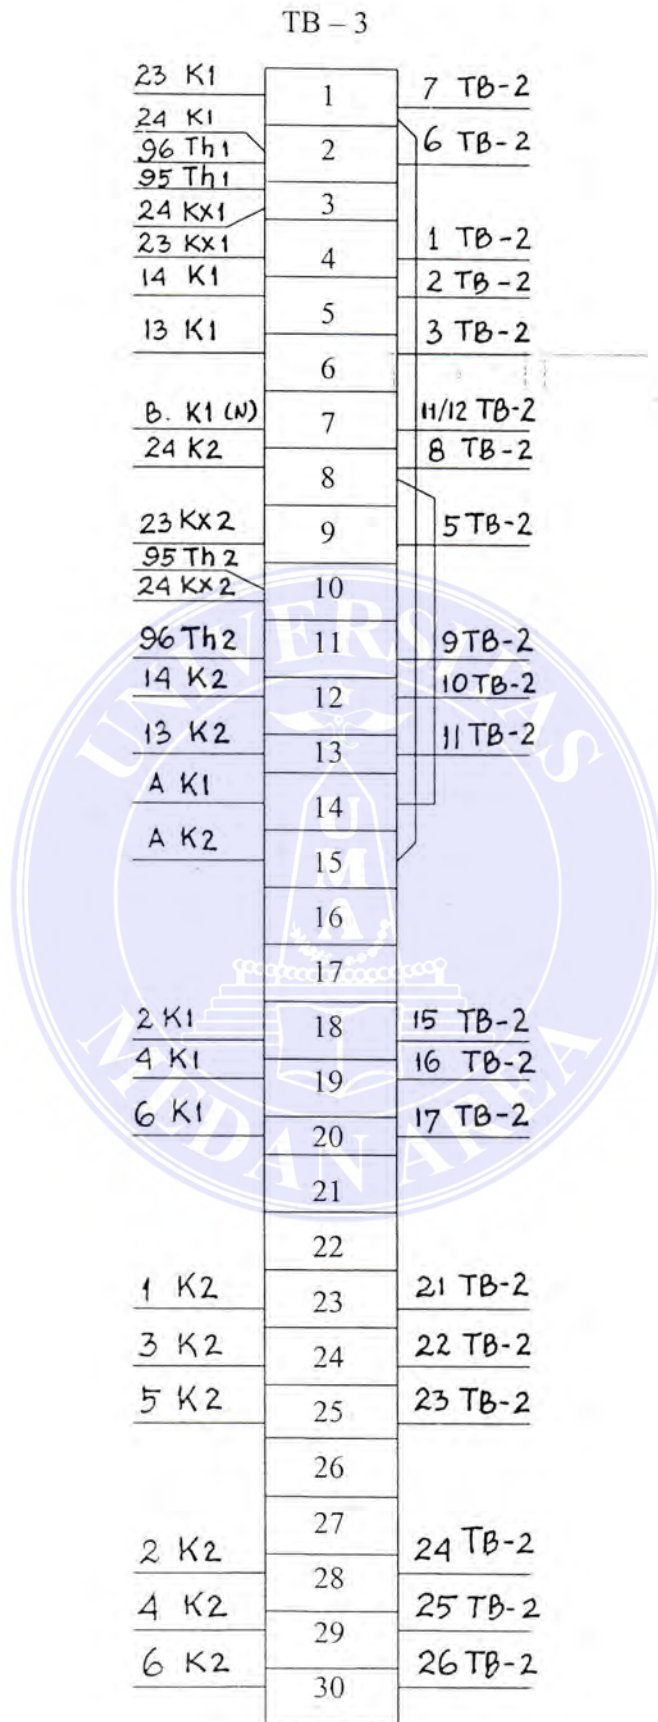 TB – 3
23 K1 1 7 TB-2
24 K1
96 Th1 2 6 TB-2
95 Th1
24 KX1 3
23 KX1 4 1 TB-2
14 K1 2 TB-2
5
13 K1 3 TB-2
6
B. K1 (N) 7 11/12 TB-2
24 K2 8 TB-2
8
23 KX2 9 5 TB-2
95 Th2
24 KX2 10
96 Th2 11 9 TB-2
14 K2 12 10 TB-2
13 K2 13 11 TB-2
A K1 14
A K2 15
16
17
2 K1 18 15 TB-2
4 K1 19 16 TB-2
6 K1 20 17 TB-2
21
22
1 K2 23 21 TB-2
3 K2 24 22 TB-2
5 K2 25 23 TB-2
26
27
2 K2 28 24 TB-2
4 K2 29 25 TB-2
6 K2 30 26 TB-2
UNIVERSITAS
UMA
MEDAN AREA